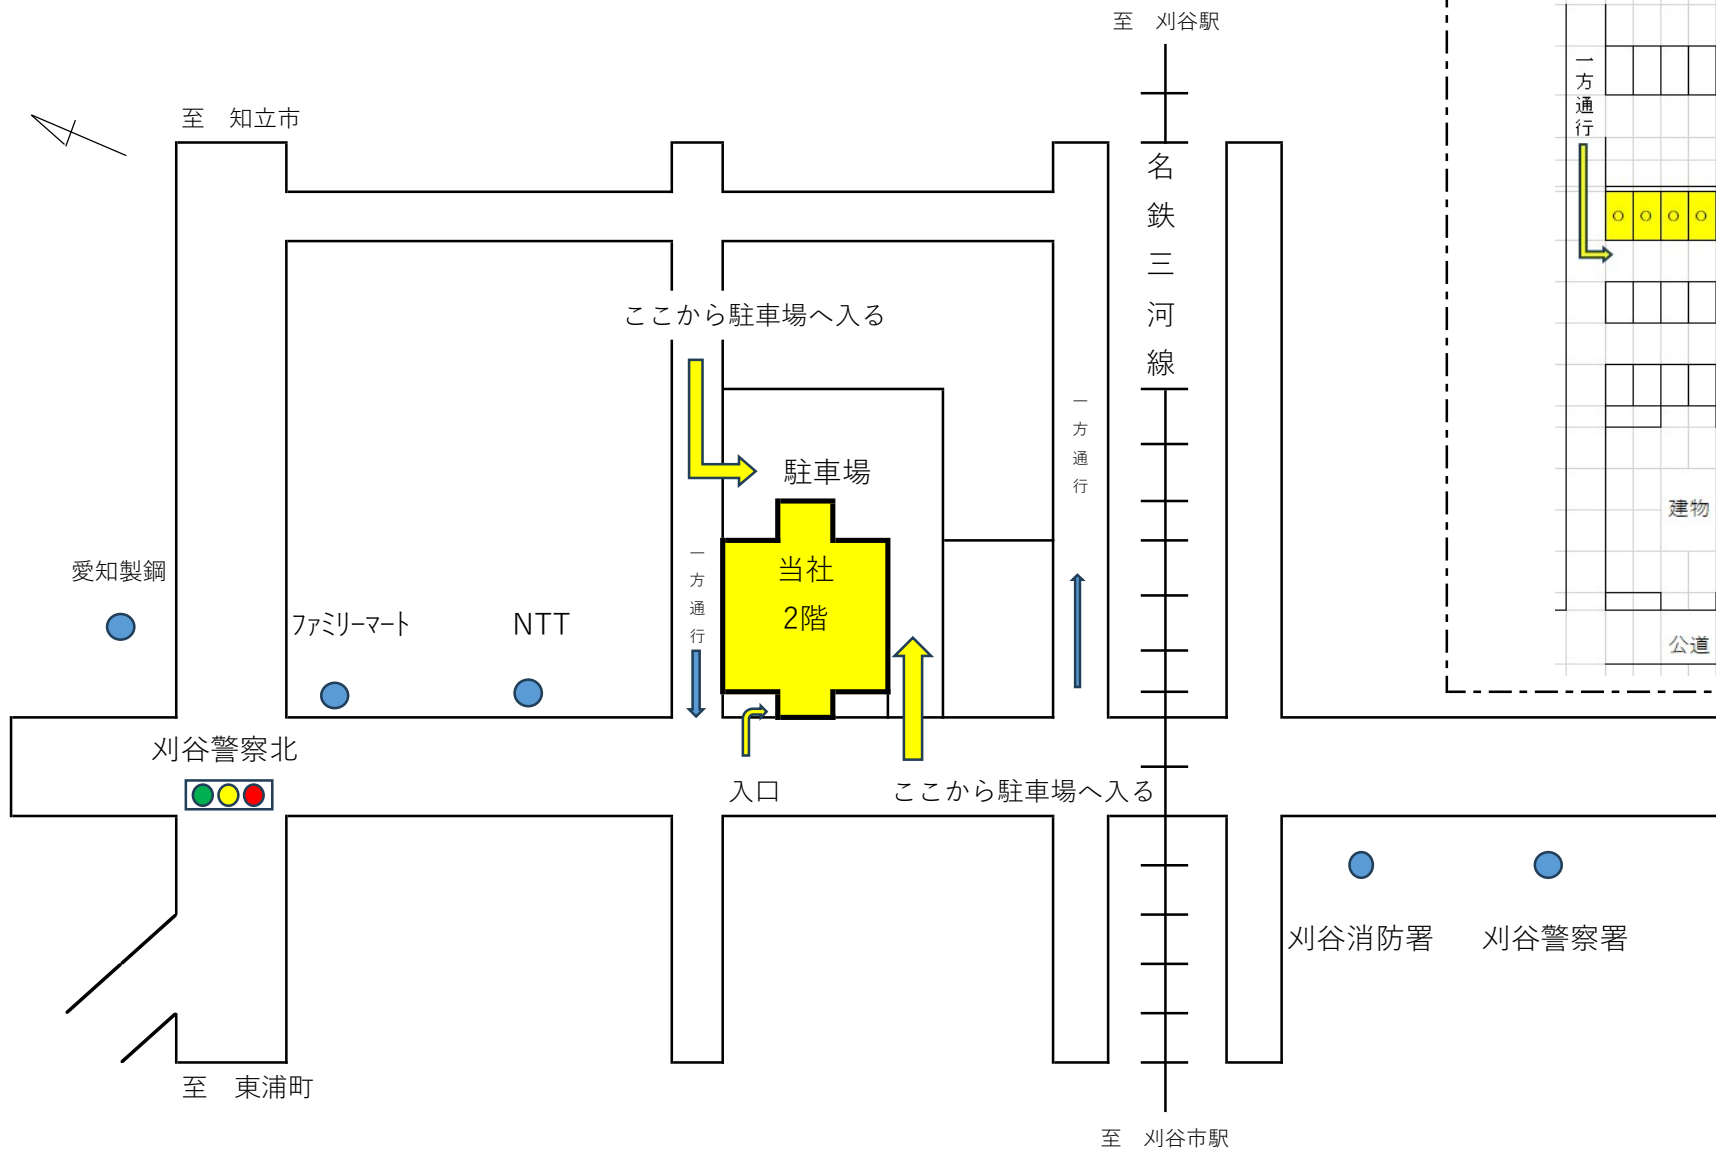 至　刈谷駅
至　知立市
一方通行
名鉄三河線
ここから駐車場へ入る
一方通行
駐車場
○ ○ ○ ○
建物
公道
愛知製鋼
ファミリーマート
NTT
一方通行
当社
2階
刈谷警察北
入口
ここから駐車場へ入る
刈谷消防署
刈谷警察署
至　東浦町
至　刈谷市駅